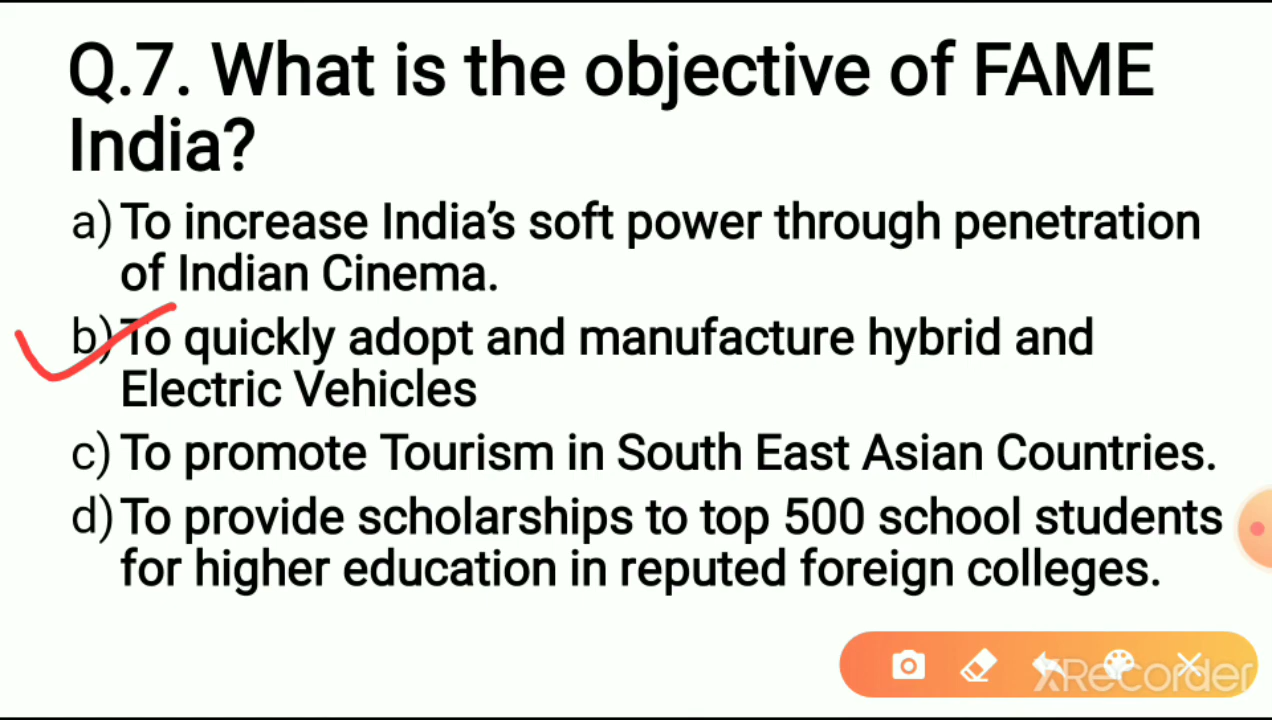 Q.7. What is the objective of FAME
India?
a) To increase India’s soft power through penetration
of Indian Cinema.
b) To quickly adopt and manufacture hybrid and
Electric Vehicles
c) To promote Tourism in South East Asian Countries.
d) To provide scholarships to top 500 school students
for higher education in reputed foreign colleges.
XRecorder